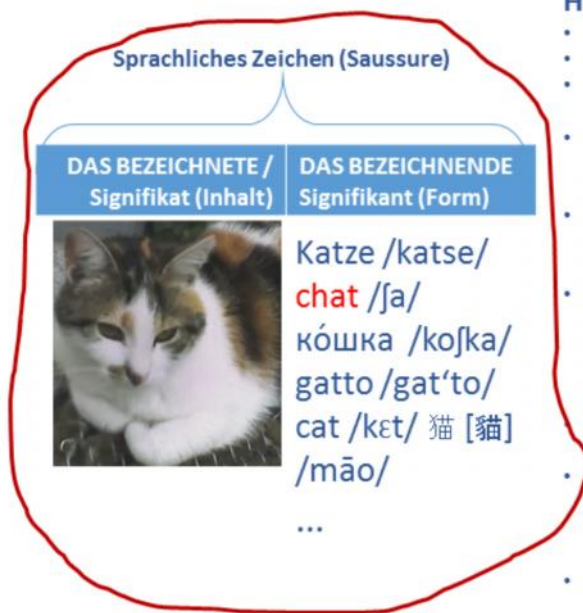 H
Sprachliches Zeichen (Saussure)
DAS BEZEICHNETE / Signifikat (Inhalt)
DAS BEZEICHNENDE Signifikant (Form)
Katze /katse/
chat /ʃa/
кóшка /koʃka/
gatto /gat‘to/
cat /kɛt/ 猫 [貓]
/māo/
...